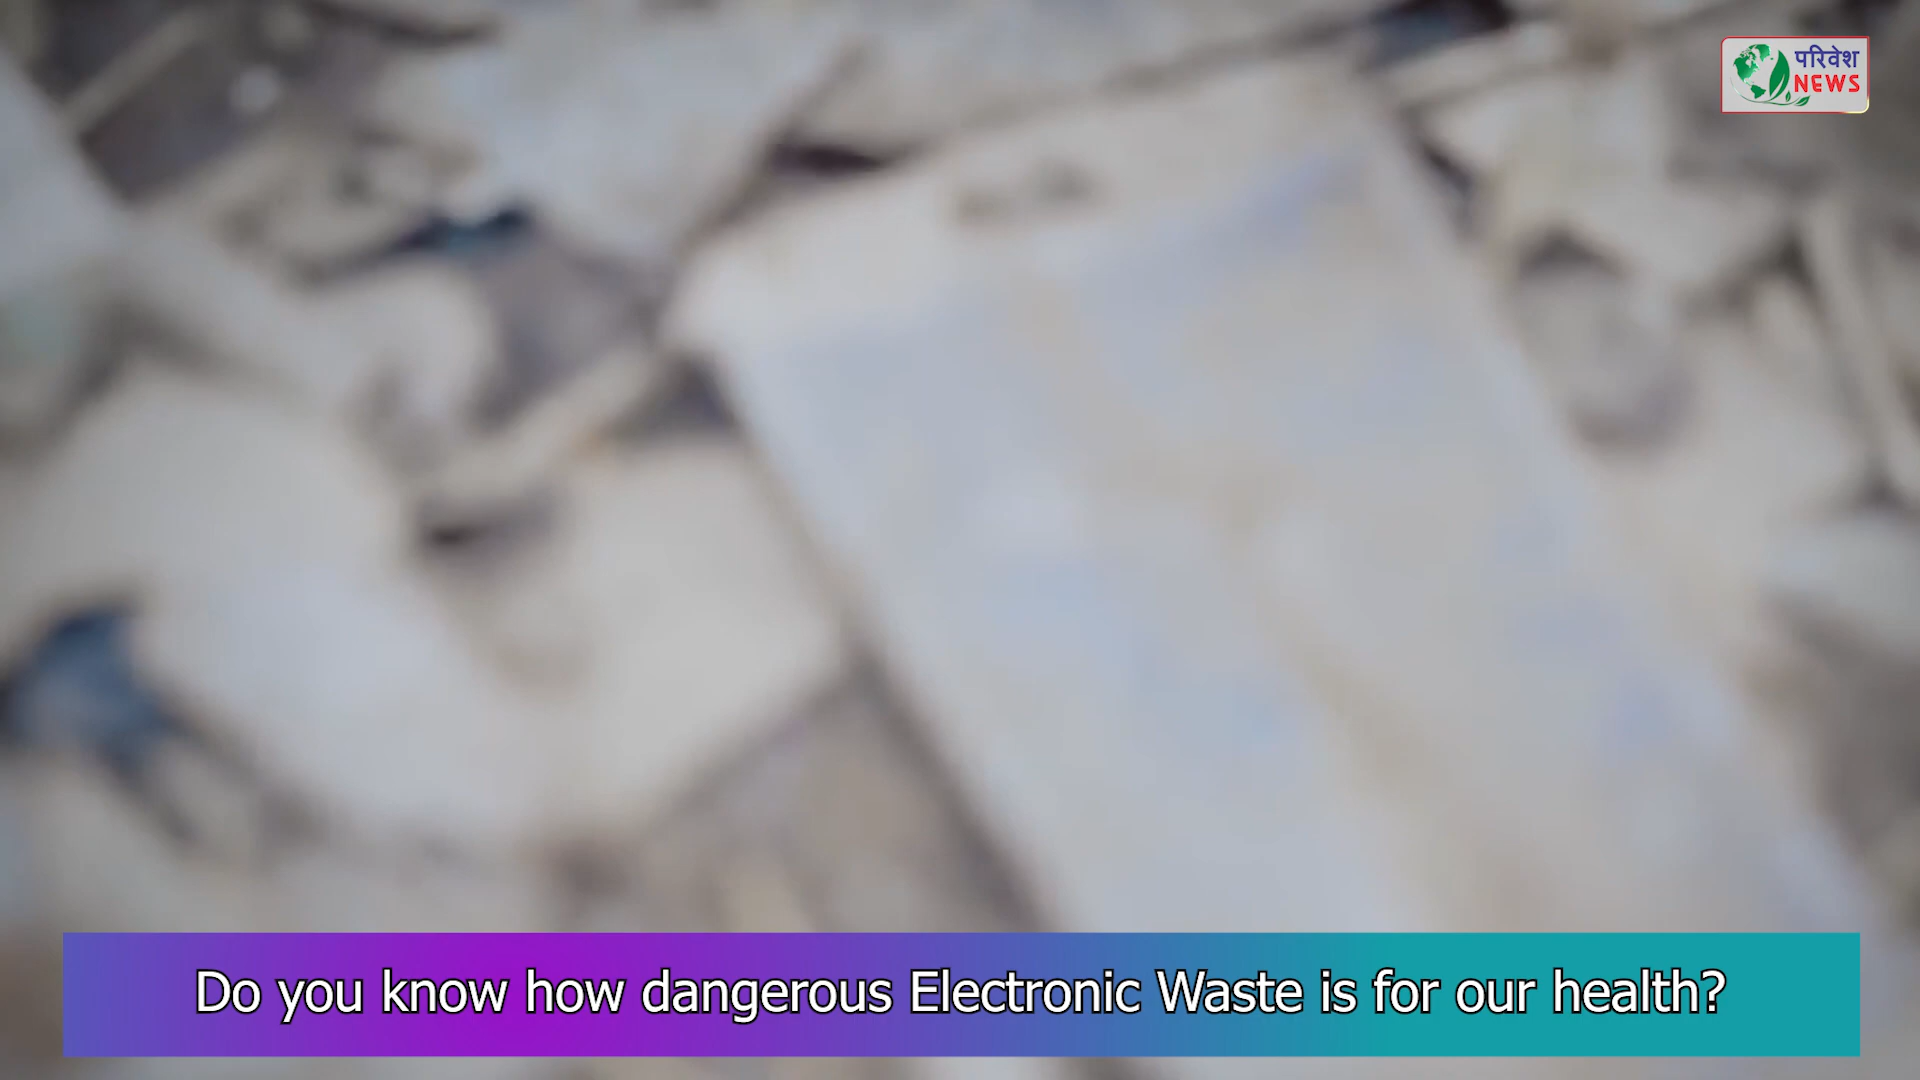 परिवेश
NEWS
Do you know how dangerous Electronic Waste is for our health?